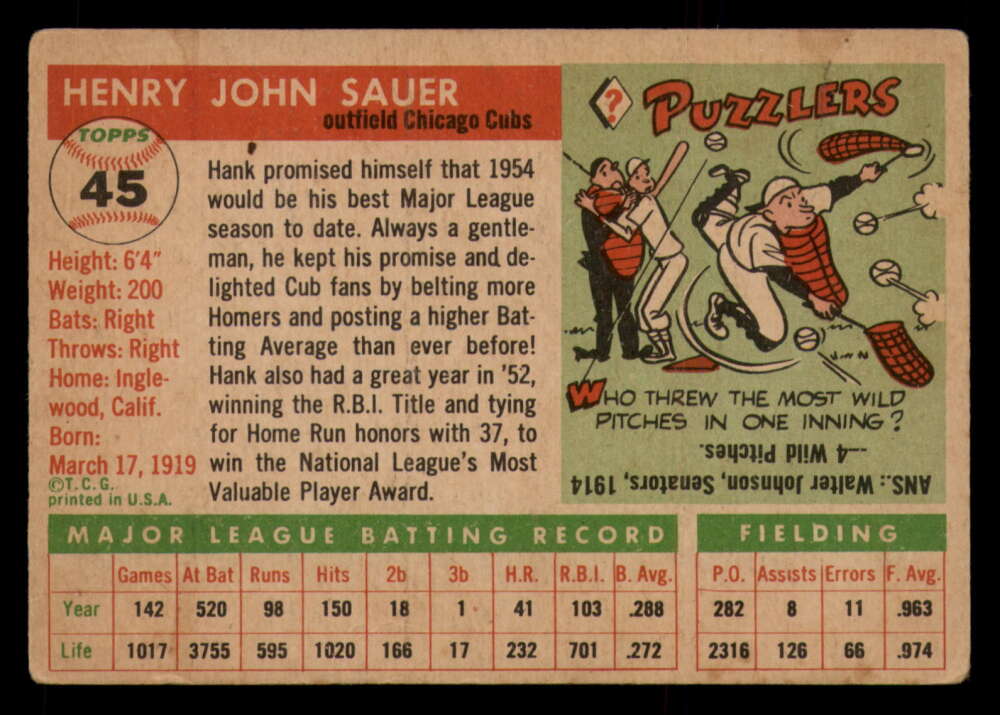 HENRY JOHN SAUER
outfield Chicago Cubs
TOPPS
45
Height: 6'4"
Weight: 200
Bats: Right
Throws: Right
Home: Ingle-
wood, Calif.
Born:
March 17, 1919
©T.C.G.
printed in U.S.A.
Hank promised himself that 1954
would be his best Major League
season to date. Always a gentle-
man, he kept his promise and de-
lighted Cub fans by belting more
Homers and posting a higher Bat-
ting Average than ever before!
Hank also had a great year in '52,
winning the R.B.I. Title and tying
for Home Run honors with 37, to
win the National League's Most
Valuable Player Award.
? PUZZLERS
WHO THREW THE MOST WILD
PITCHES IN ONE INNING?
ANS.: Walter Johnson, Senators, 1914
—4 Wild Pitches.
MAJOR LEAGUE BATTING RECORD FIELDING
Games At Bat Runs Hits 2b 3b H.R. R.B.I. B. Avg. P.O. Assists Errors F. Avg.
Year 142 520 98 150 18 1 41 103 .288 282 8 11 .963
Life 1017 3755 595 1020 166 17 232 701 .272 2316 126 66 .974